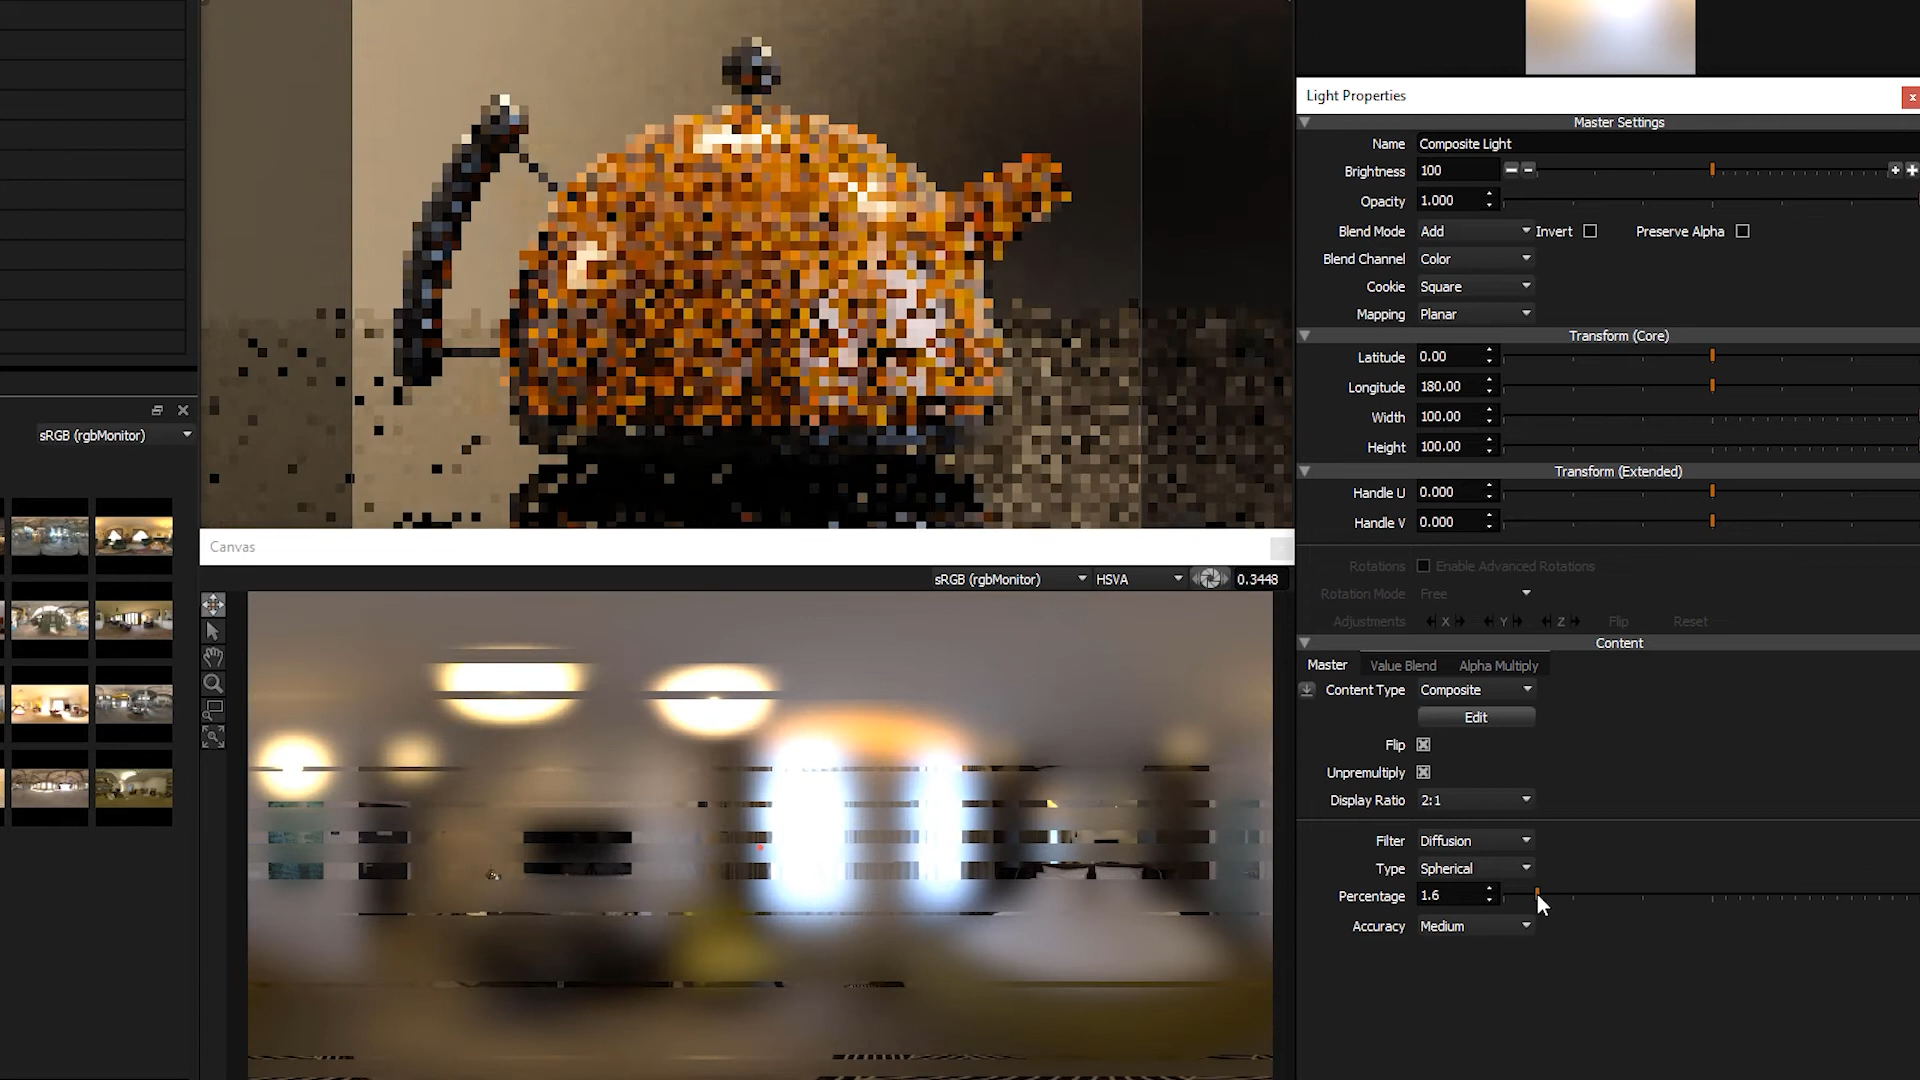 Light Properties
x
Master Settings
Name Composite Light
Brightness 100
Opacity 1.000
Blend Mode Add Invert Preserve Alpha
Blend Channel Color
Cookie Square
Mapping Planar
Transform (Core)
Latitude 0.00
Longitude 180.00
Width 100.00
Height 100.00
Transform (Extended)
Handle U 0.000
Handle V 0.000
Rotations Enable Advanced Rotations
Rotation Mode Free
Adjustments X Y Z Flip Reset
Content
Master Value Blend Alpha Multiply
Content Type Composite
Edit
Flip
Unpremultiply
Display Ratio 2:1
Filter Diffusion
Type Spherical
Percentage 1.6
Accuracy Medium
sRGB (rgbMonitor)
Canvas
sRGB (rgbMonitor) HSVA 0.3448